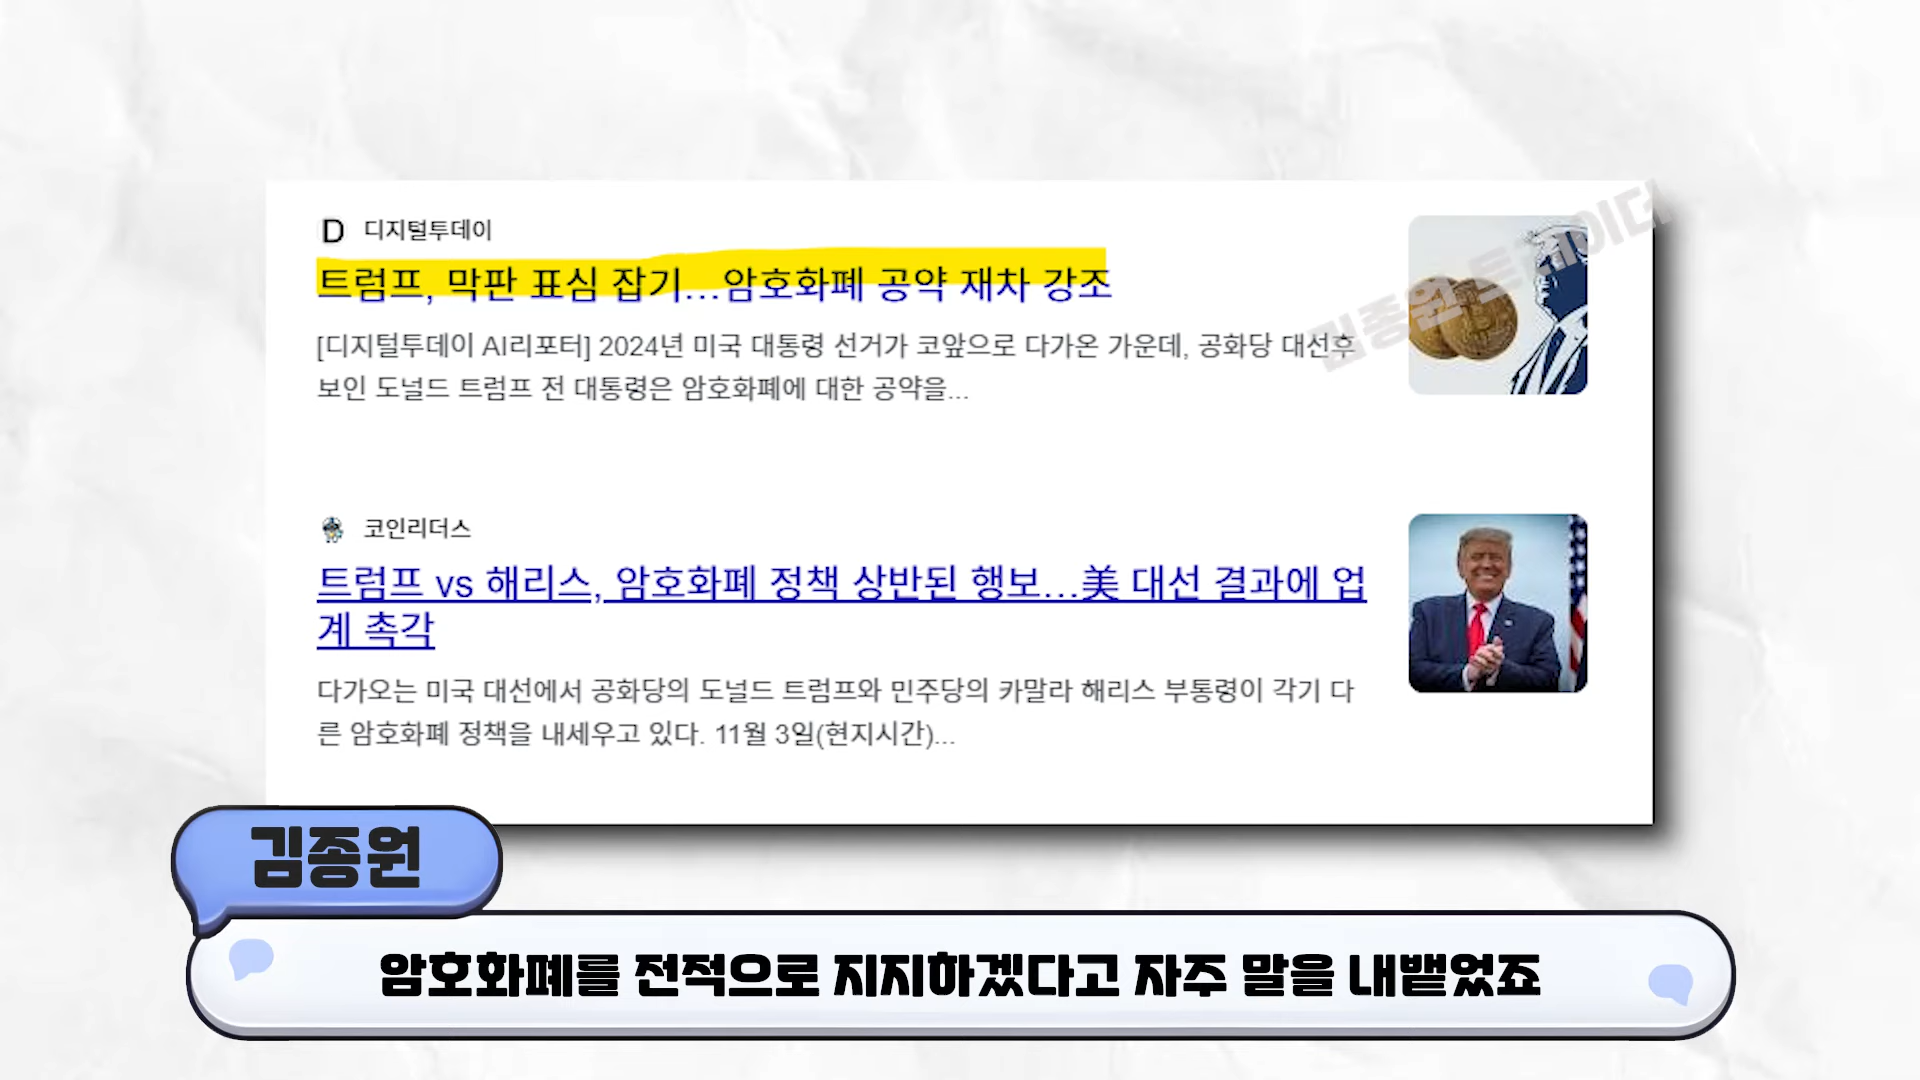 D 디지털투데이
트럼프, 막판 표심 잡기...암호화폐 공약 재차 강조
[디지털투데이 AI리포터] 2024년 미국 대통령 선거가 코앞으로 다가온 가운데, 공화당 대선후
보인 도널드 트럼프 전 대통령은 암호화폐에 대한 공약을...
김종원 트레이더
코인리더스
트럼프 vs 해리스, 암호화폐 정책 상반된 행보…美 대선 결과에 업
계 촉각
다가오는 미국 대선에서 공화당의 도널드 트럼프와 민주당의 카말라 해리스 부통령이 각기 다
른 암호화폐 정책을 내세우고 있다. 11월 3일(현지시간)...
김종원
암호화폐를 전적으로 지지하겠다고 자주 말을 내뱉었죠